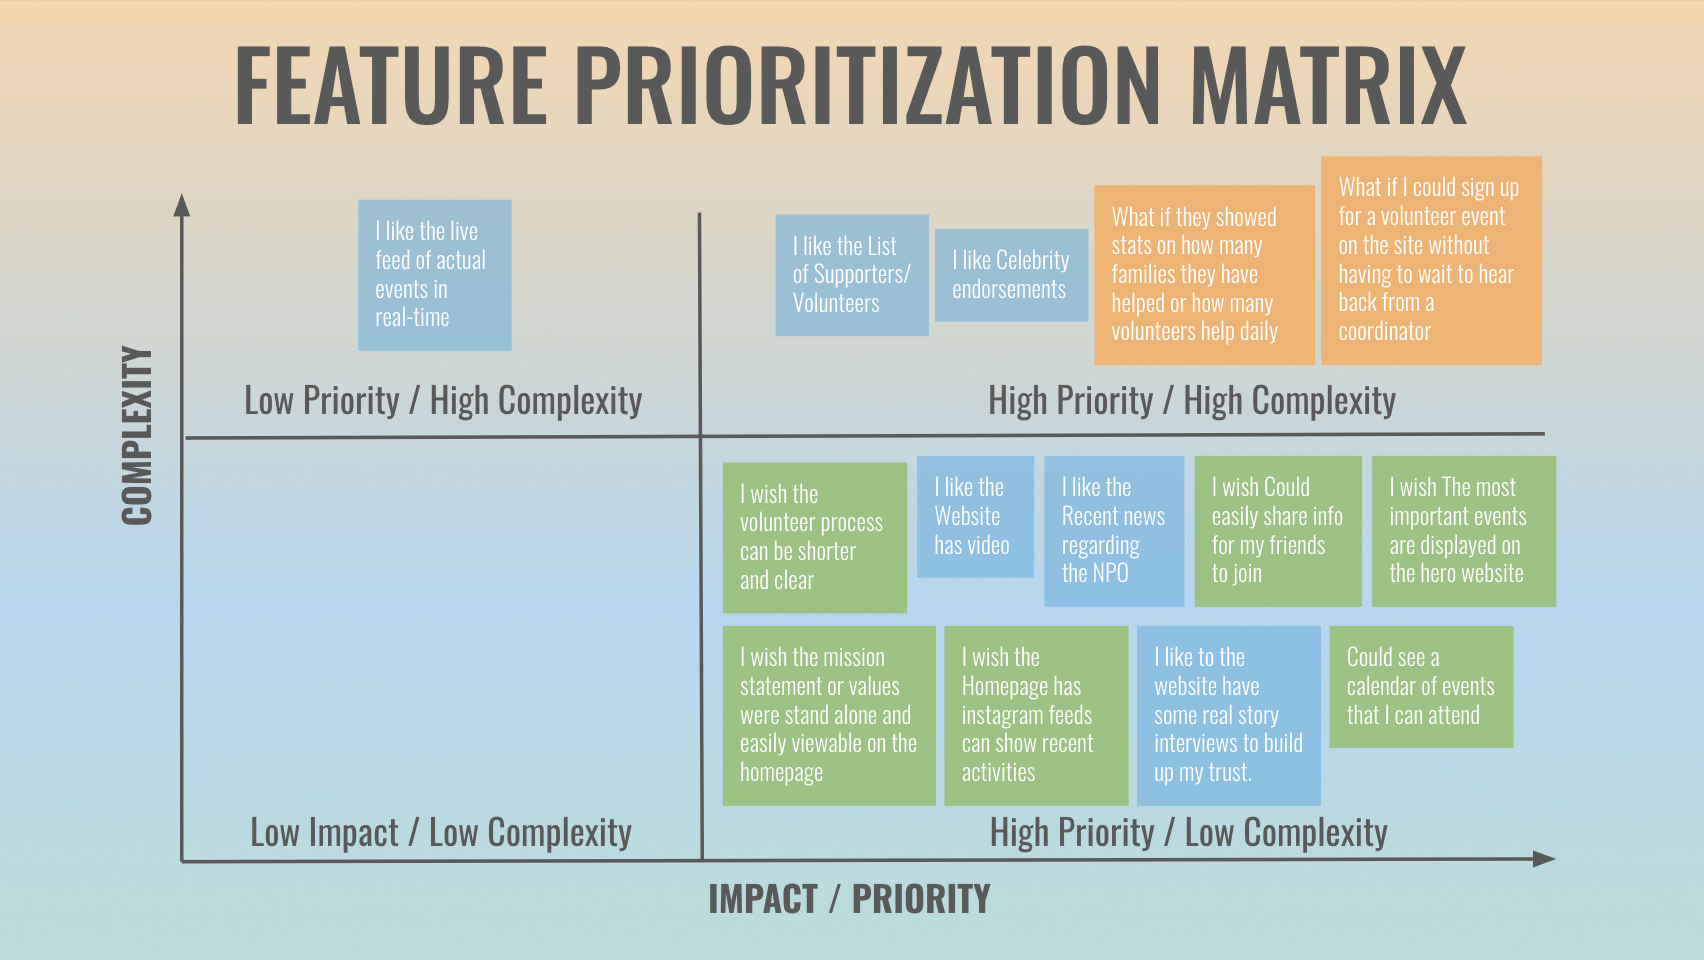 FEATURE PRIORITIZATION MATRIX
I like the live
feed of actual
events in
real-time
I like the List
of Supporters/
Volunteers
I like Celebrity
endorsements
What if they showed
stats on how many
families they have
helped or how many
volunteers help daily
What if I could sign up
for a volunteer event
on the site without
having to wait to hear
back from a
coordinator
Low Priority / High Complexity
High Priority / High Complexity
COMPLEXITY
I wish the
volunteer process
can be shorter
and clear
I like the
Website
has video
I like the
Recent news
regarding
the NPO
I wish Could
easily share info
for my friends
to join
I wish The most
important events
are displayed on
the hero website
I wish the mission
statement or values
were stand alone and
easily viewable on the
homepage
I wish the
Homepage has
instagram feeds
can show recent
activities
I like to the
website have
some real story
interviews to build
up my trust.
Could see a
calendar of events
that I can attend
Low Impact / Low Complexity
High Priority / Low Complexity
IMPACT / PRIORITY